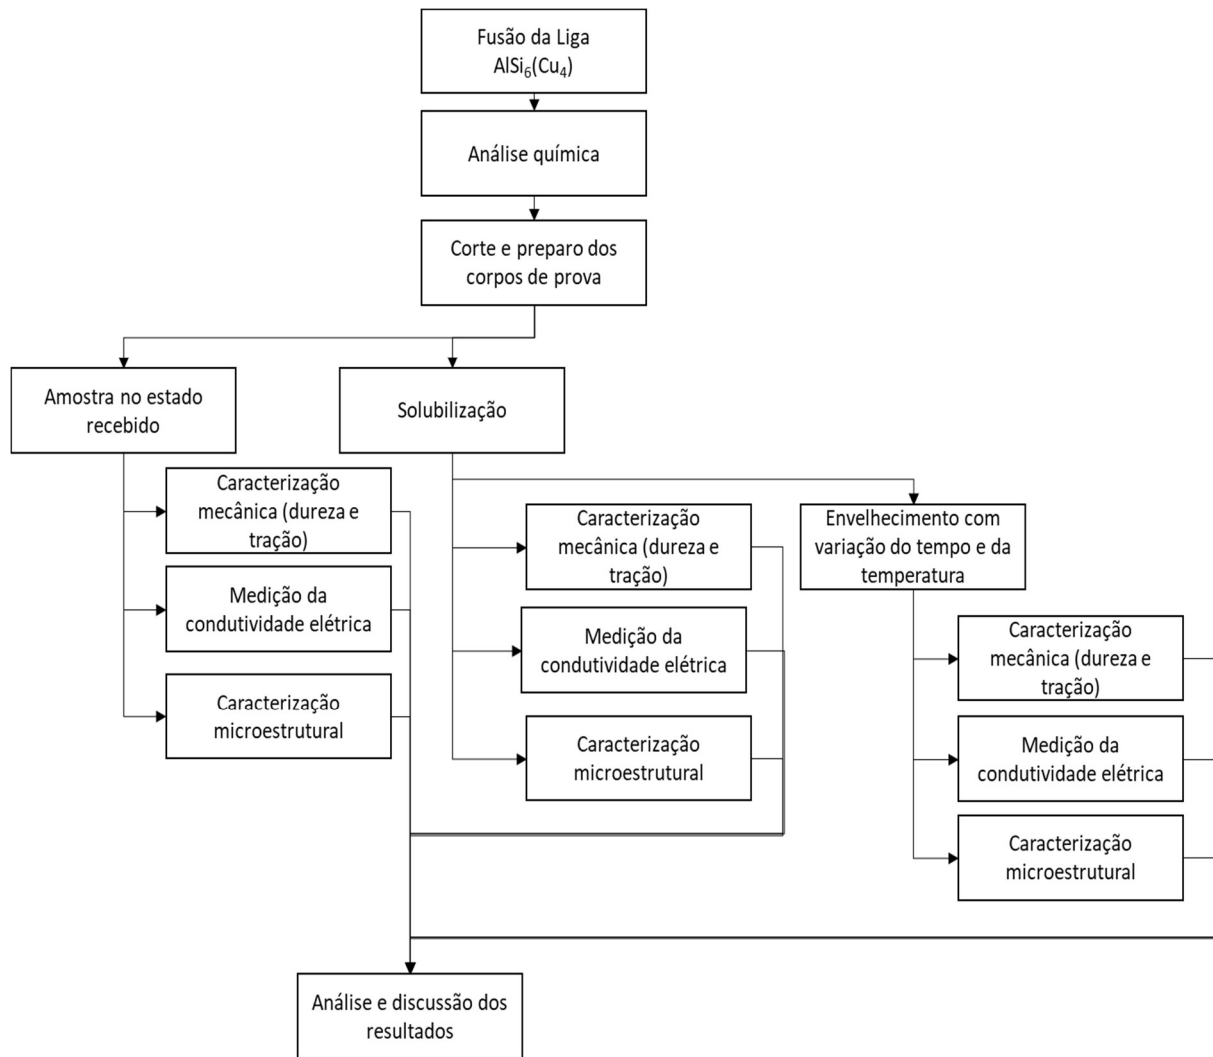 Fusão da Liga
AlSi₆(Cu₄)
Análise química
Corte e preparo dos
corpos de prova
Amostra no estado
recebido
Solubilização
Caracterização
mecânica (dureza e
tração)
Medição da
condutividade elétrica
Caracterização
microestrutural
Caracterização
mecânica (dureza e
tração)
Medição da
condutividade elétrica
Caracterização
microestrutural
Envelhecimento com
variação do tempo e da
temperatura
Caracterização
mecânica (dureza e
tração)
Medição da
condutividade elétrica
Caracterização
microestrutural
Análise e discussão dos
resultados